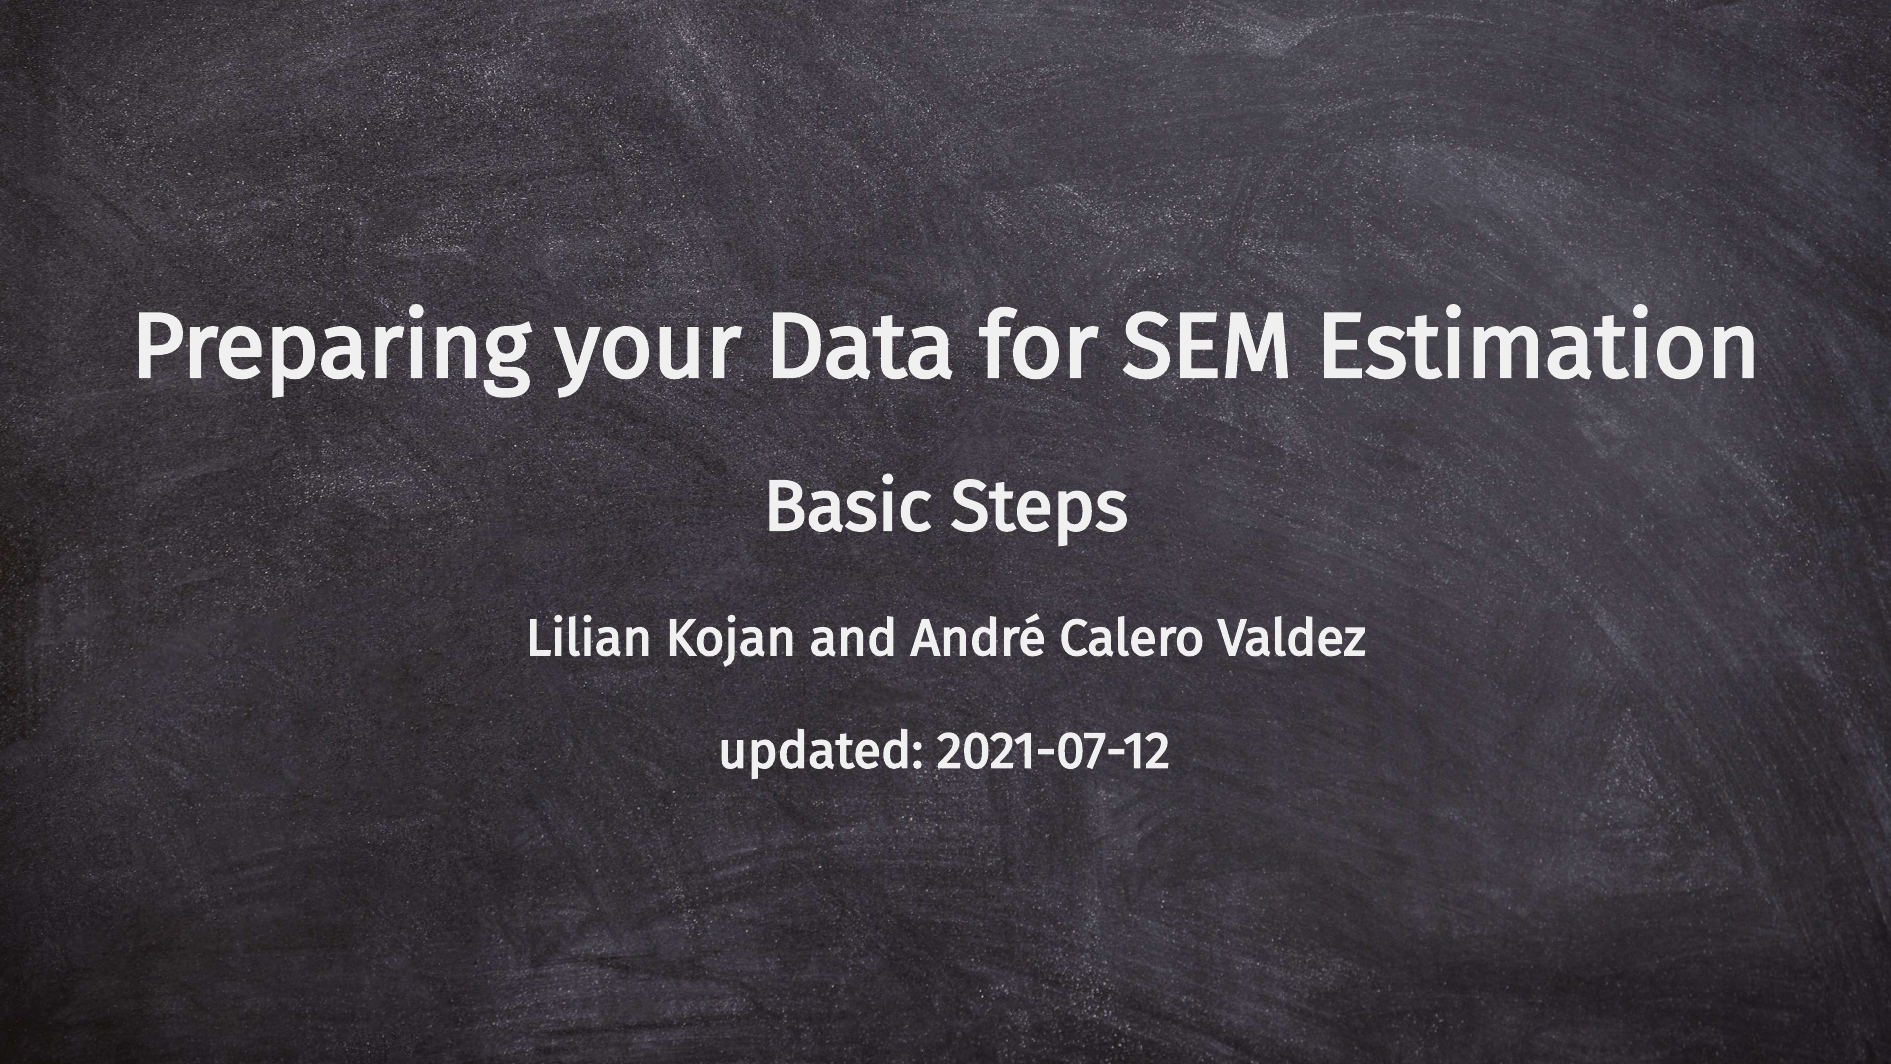 Preparing your Data for SEM Estimation
Basic Steps
Lilian Kojan and André Calero Valdez
updated: 2021-07-12